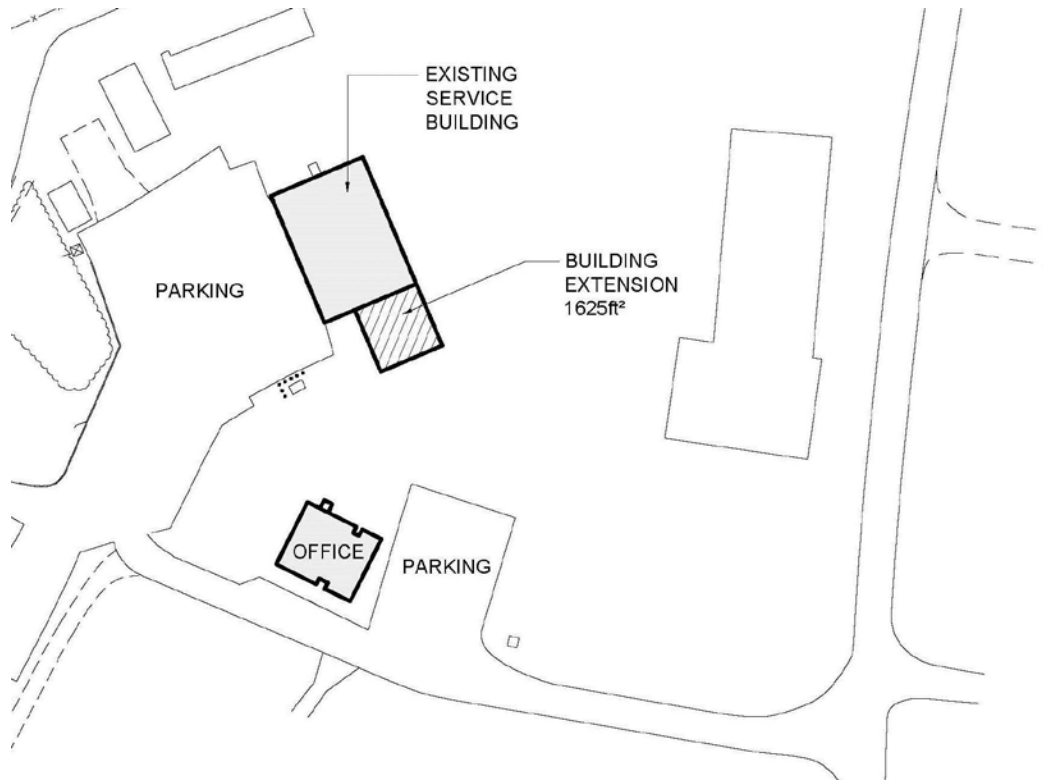 EXISTING
SERVICE
BUILDING
BUILDING
EXTENSION
1625ft²
PARKING
OFFICE
PARKING